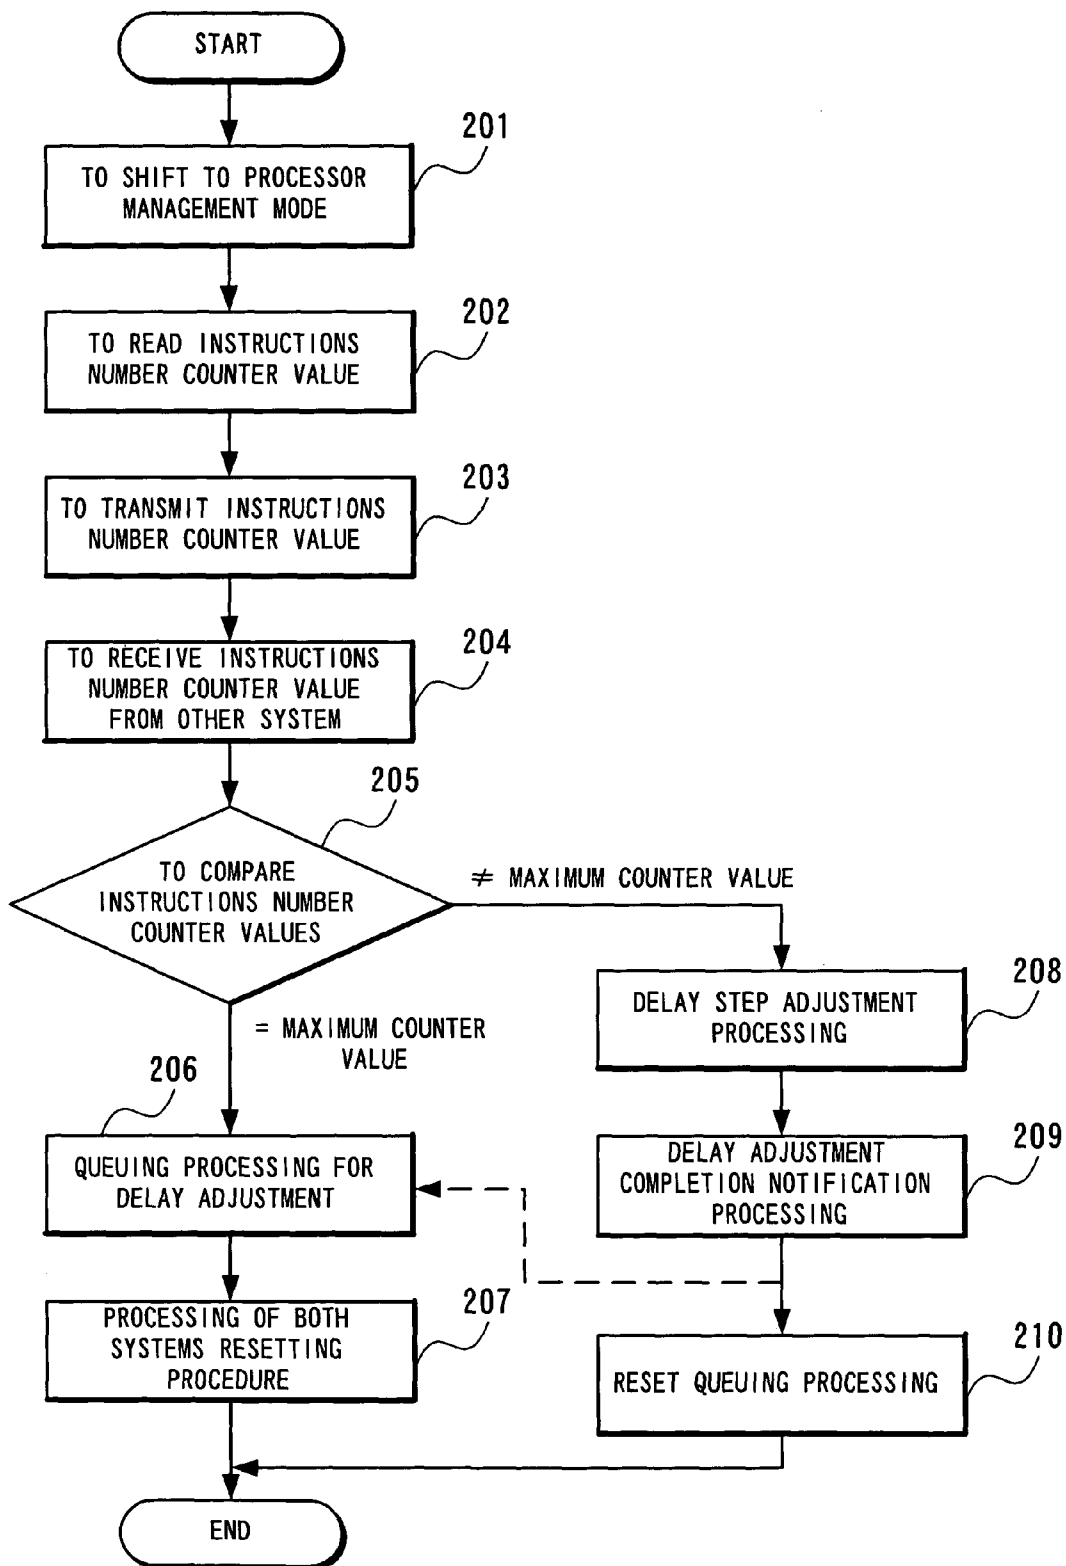 START
201
TO SHIFT TO PROCESSOR
MANAGEMENT MODE
202
TO READ INSTRUCTIONS
NUMBER COUNTER VALUE
203
TO TRANSMIT INSTRUCTIONS
NUMBER COUNTER VALUE
204
TO RECEIVE INSTRUCTIONS
NUMBER COUNTER VALUE
FROM OTHER SYSTEM
205
TO COMPARE
INSTRUCTIONS NUMBER
COUNTER VALUES
≠ MAXIMUM COUNTER VALUE
= MAXIMUM COUNTER
VALUE
206
QUEUING PROCESSING FOR
DELAY ADJUSTMENT
207
PROCESSING OF BOTH
SYSTEMS RESETTING
PROCEDURE
208
DELAY STEP ADJUSTMENT
PROCESSING
209
DELAY ADJUSTMENT
COMPLETION NOTIFICATION
PROCESSING
210
RESET QUEUING PROCESSING
END